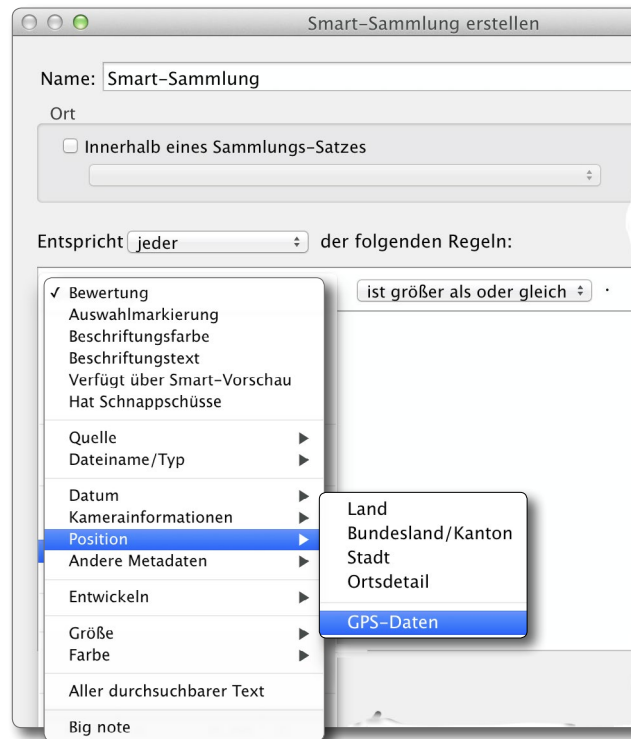 Smart-Sammlung erstellen
Name: Smart-Sammlung
Ort
Innerhalb eines Sammlungs-Satzes
Entspricht jeder der folgenden Regeln:
✓ Bewertung ist größer als oder gleich ·
Auswahlmarkierung
Beschriftungsfarbe
Beschriftungstext
Verfügt über Smart-Vorschau
Hat Schnappschüsse
Quelle
Dateiname/Typ
Datum
Kamerainformationen
Position
Andere Metadaten
Entwickeln
Größe
Farbe
Aller durchsuchbarer Text
Big note
Land
Bundesland/Kanton
Stadt
Ortsdetail
GPS-Daten